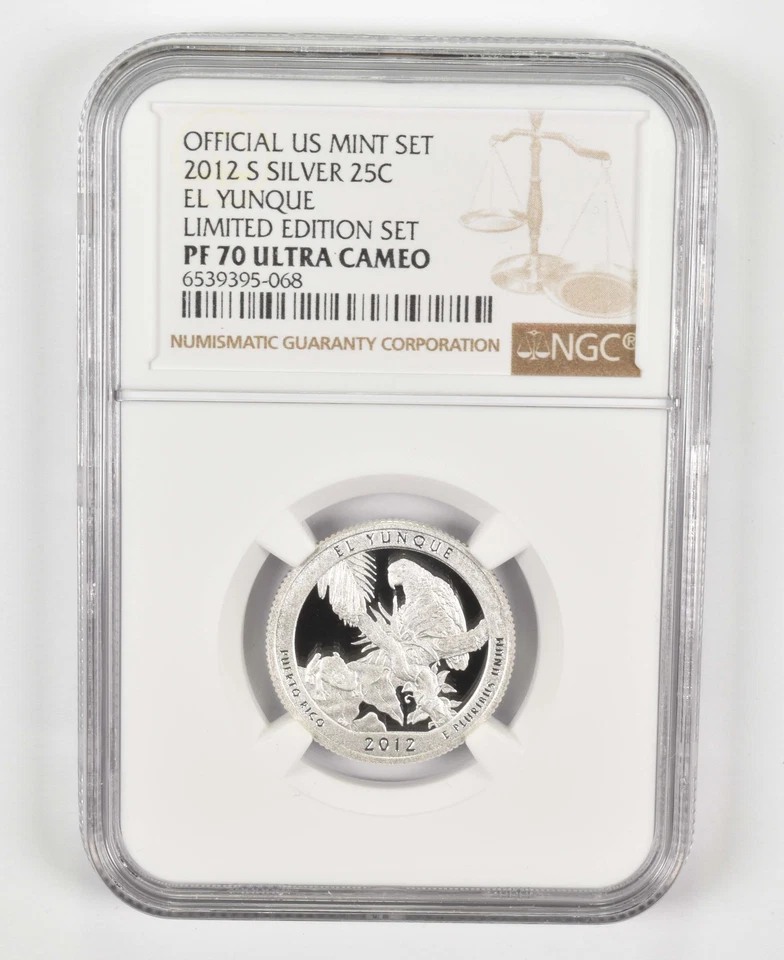 OFFICIAL US MINT SET
2012 S SILVER 25C
EL YUNQUE
LIMITED EDITION SET
PF 70 ULTRA CAMEO
6539395-068
NUMISMATIC GUARANTY CORPORATION
NGC®
EL YUNQUE
PUERTO RICO
2012
E PLURIBUS UNUM